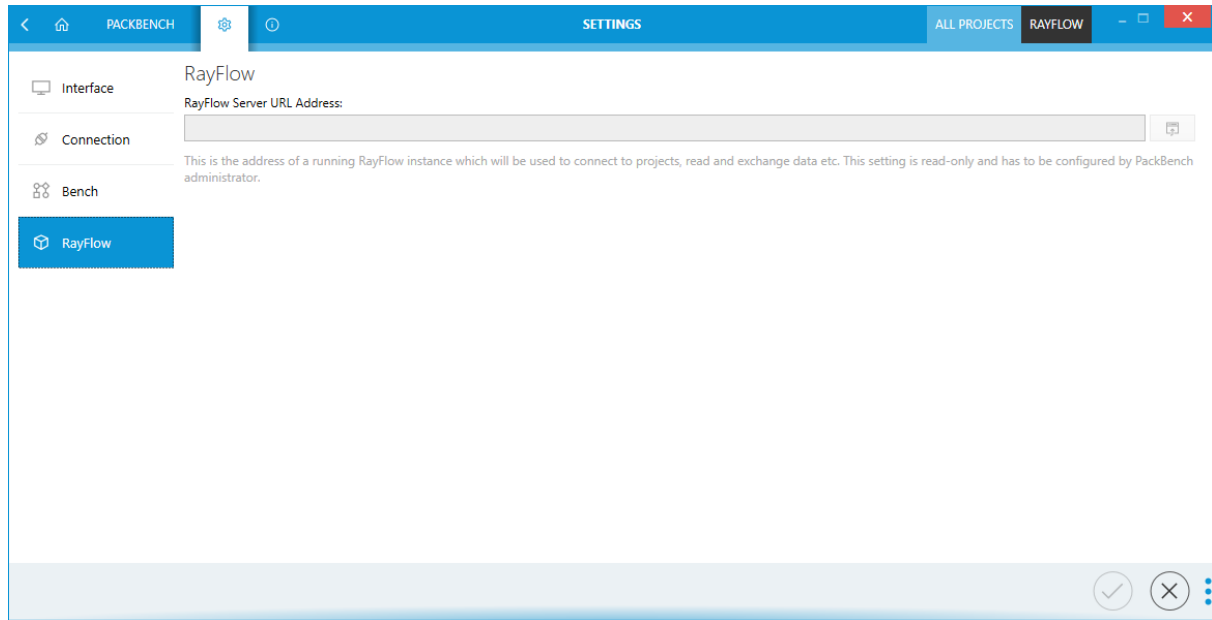 PACKBENCH
SETTINGS
ALL PROJECTS
RAYFLOW
Interface
Connection
Bench
RayFlow
RayFlow
RayFlow Server URL Address:
This is the address of a running RayFlow instance which will be used to connect to projects, read and exchange data etc. This setting is read-only and has to be configured by PackBench
administrator.